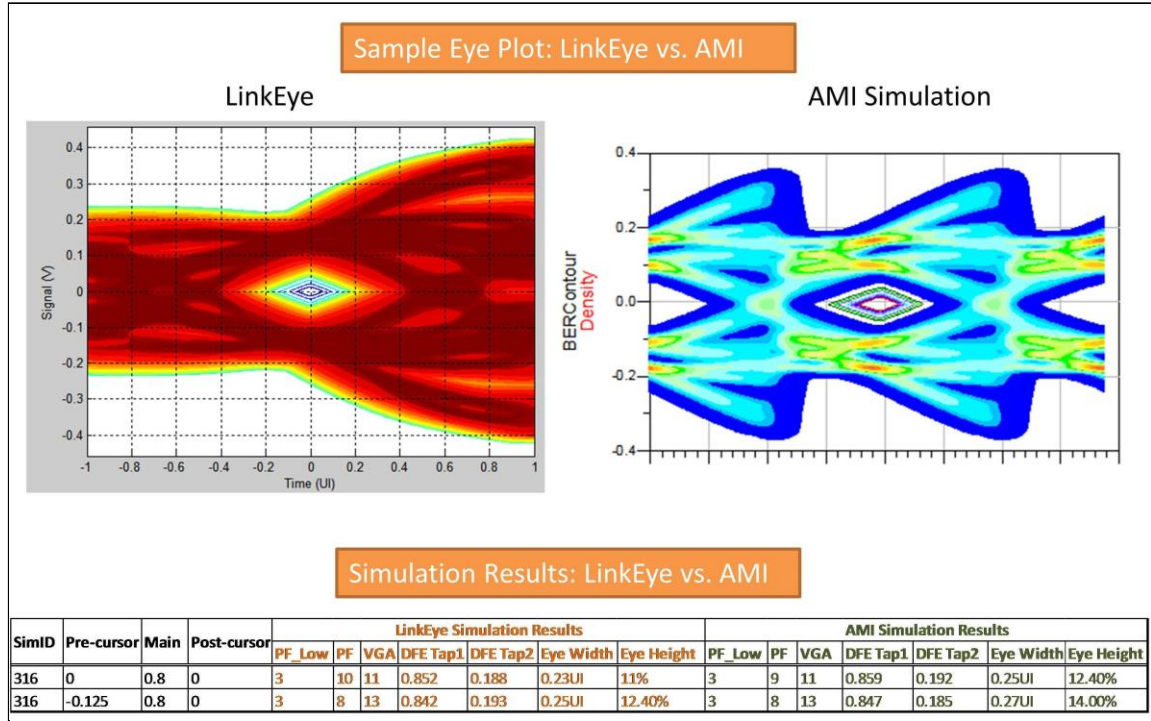 Sample Eye Plot: LinkEye vs. AMI
LinkEye
AMI Simulation
0.4
0.3
0.2
0.1
0
-0.1
-0.2
-0.3
-0.4
Signal (V)
-1 -0.8 -0.6 -0.4 -0.2 0 0.2 0.4 0.6 0.8 1
Time (UI)
0.4
0.2
0.0
-0.2
-0.4
BERContour
Density
Simulation Results: LinkEye vs. AMI
SimID Pre-cursor Main Post-cursor LinkEye Simulation Results AMI Simulation Results
PF_Low PF VGA DFE Tap1 DFE Tap2 Eye Width Eye Height PF_Low PF VGA DFE Tap1 DFE Tap2 Eye Width Eye Height
316 0 0.8 0 3 10 11 0.852 0.188 0.23UI 11% 3 9 11 0.859 0.192 0.25UI 12.40%
316 -0.125 0.8 0 3 8 13 0.842 0.193 0.25UI 12.40% 3 8 13 0.847 0.185 0.27UI 14.00%